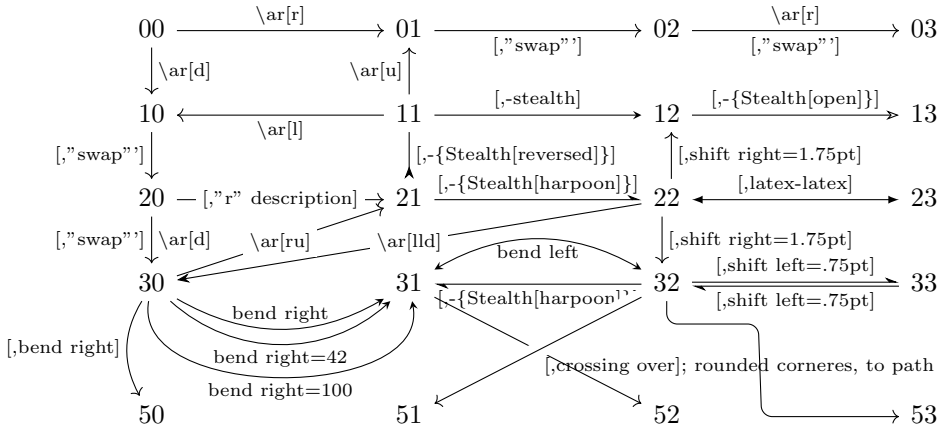 \ar[r] \ar[r]
00 01 02 03
[,"swap"'] [,"swap"']
\ar[d] \ar[u]
[,-stealth] [,-{Stealth[open]}]
10 11 12 13
\ar[l]
[,"swap"'] [,-{Stealth[reversed]}] [,shift right=1.75pt]
[,-{Stealth[harpoon]}] [,latex-latex]
20 [,"r" description] 21 22 23
[,"swap"'] \ar[d] \ar[ru] \ar[lld] [,shift right=1.75pt]
bend left
[,shift left=.75pt]
30 31 32 33
[,-{Stealth[harpoon]}] [,shift left=.75pt]
bend right
[,bend right]
bend right=42
[,crossing over]; rounded corneres, to path
bend right=100
50 51 52 53